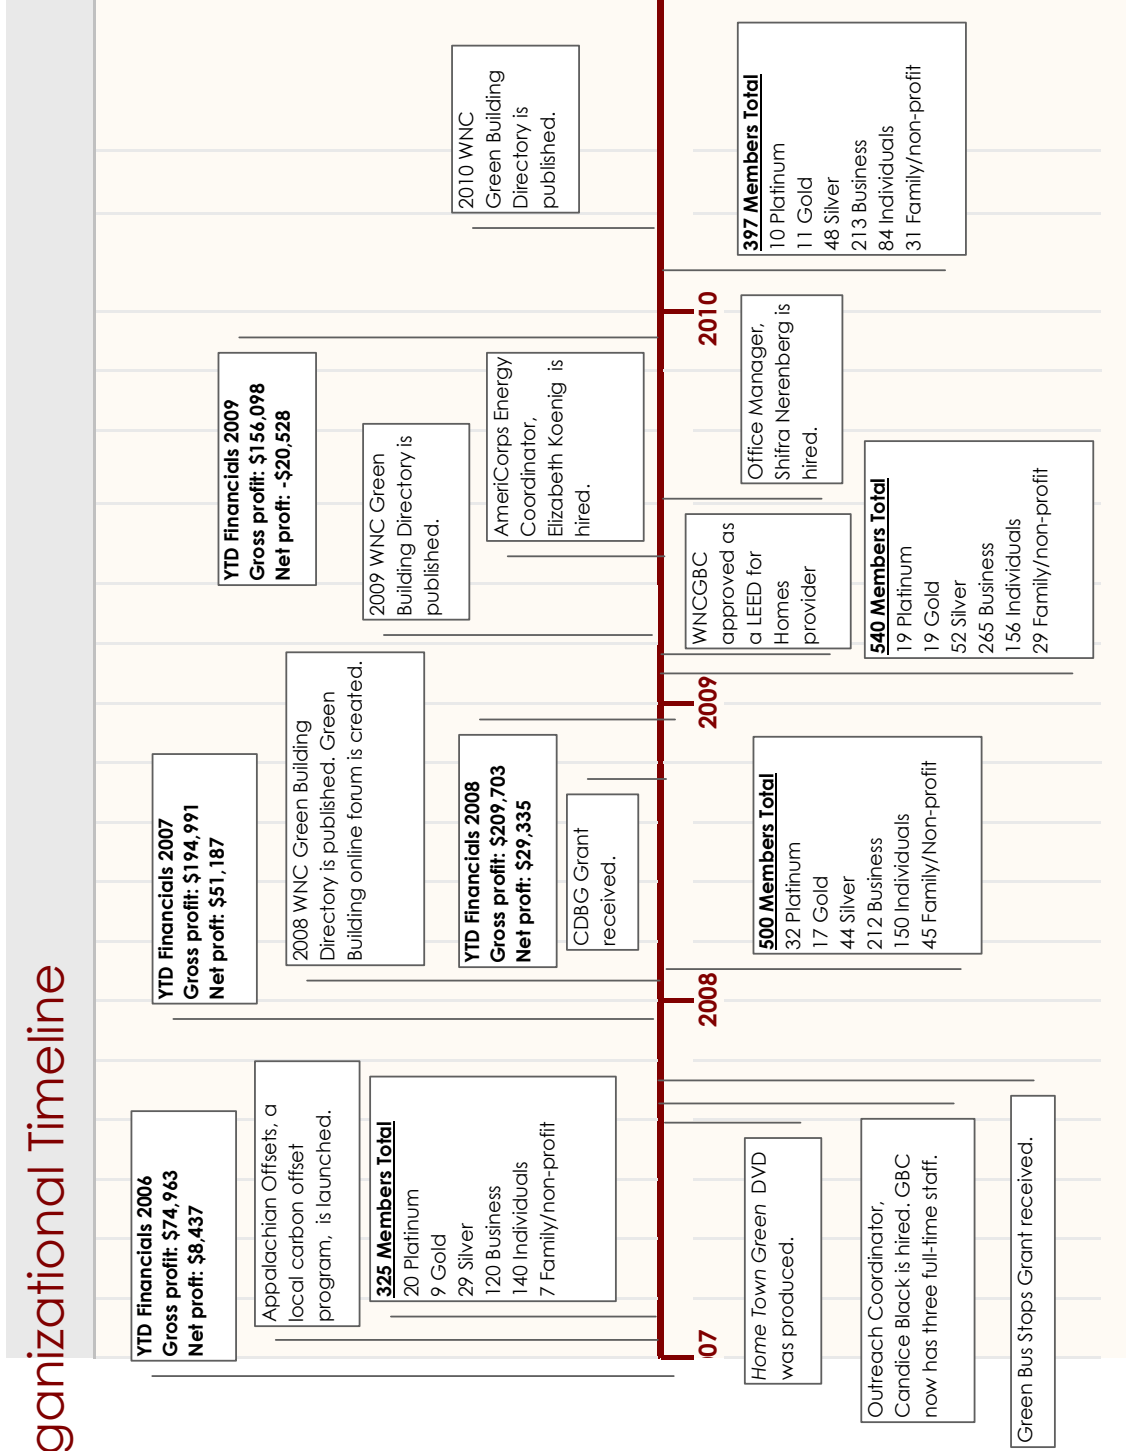 ganizational Timeline
YTD Financials 2006
Gross profit: $74,963
Net proft: $8,437
Appalachian Offsets, a
local carbon offset
program, is launched.
325 Members Total
20 Platinum
9 Gold
29 Silver
120 Business
140 Individuals
7 Family/non-profit
YTD Financials 2007
Gross profit: $194,991
Net proft: $51,187
2008 WNC Green Building
Directory is published. Green
Building online forum is created.
YTD Financials 2008
Gross profit: $209,703
Net proft: $29,335
CDBG Grant
received.
YTD Financials 2009
Gross profit: $156,098
Net proft: -$20,528
2009 WNC Green
Building Directory is
published.
AmeriCorps Energy
Coordinator,
Elizabeth Koenig is
hired.
2010 WNC
Green Building
Directory is
published.
07
2008
2009
2010
Home Town Green DVD
was produced.
Outreach Coordinator,
Candice Black is hired. GBC
now has three full-time staff.
Green Bus Stops Grant received.
500 Members Total
32 Platinum
17 Gold
44 Silver
212 Business
150 Individuals
45 Family/Non-profit
WNCGBC
approved as
a LEED for
Homes
provider
540 Members Total
19 Platinum
19 Gold
52 Silver
265 Business
156 Individuals
29 Family/non-profit
Office Manager,
Shifra Nerenberg is
hired.
397 Members Total
10 Platinum
11 Gold
48 Silver
213 Business
84 Individuals
31 Family/non-profit